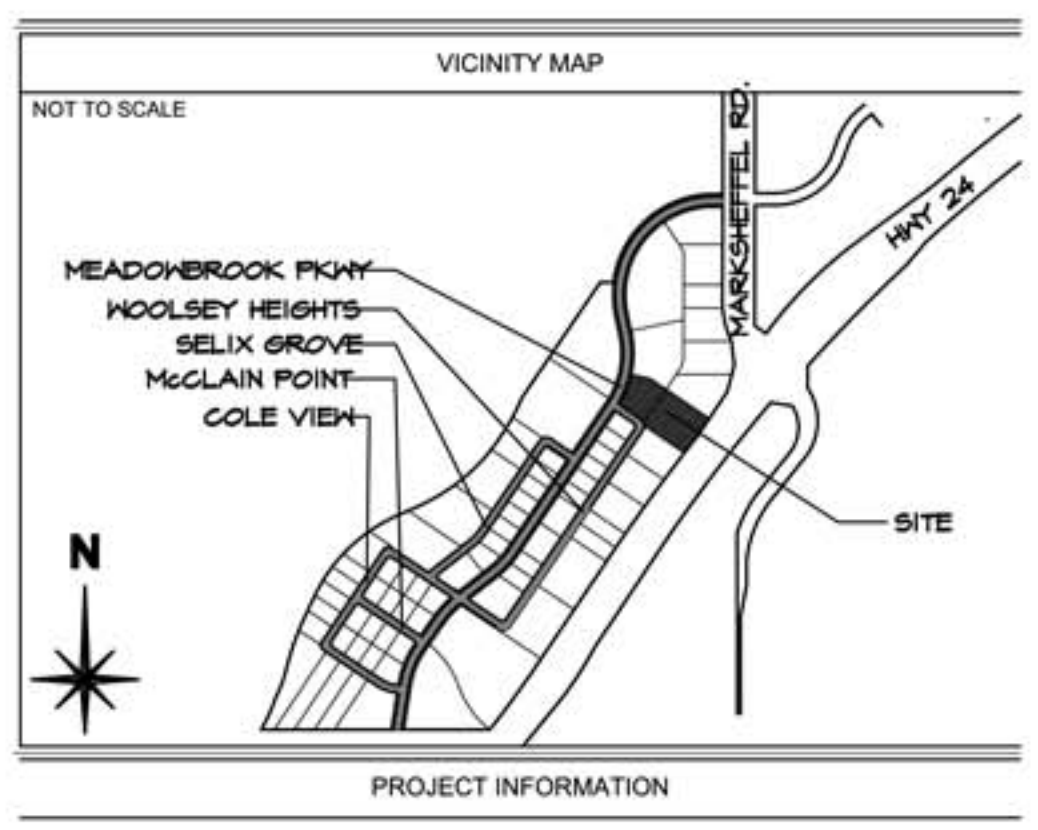 VICINITY MAP
NOT TO SCALE
MARKSHEFFEL RD.
HWY 24
MEADOWBROOK PKWY
WOOLSEY HEIGHTS
SELIX GROVE
McCLAIN POINT
COLE VIEW
SITE
N
PROJECT INFORMATION